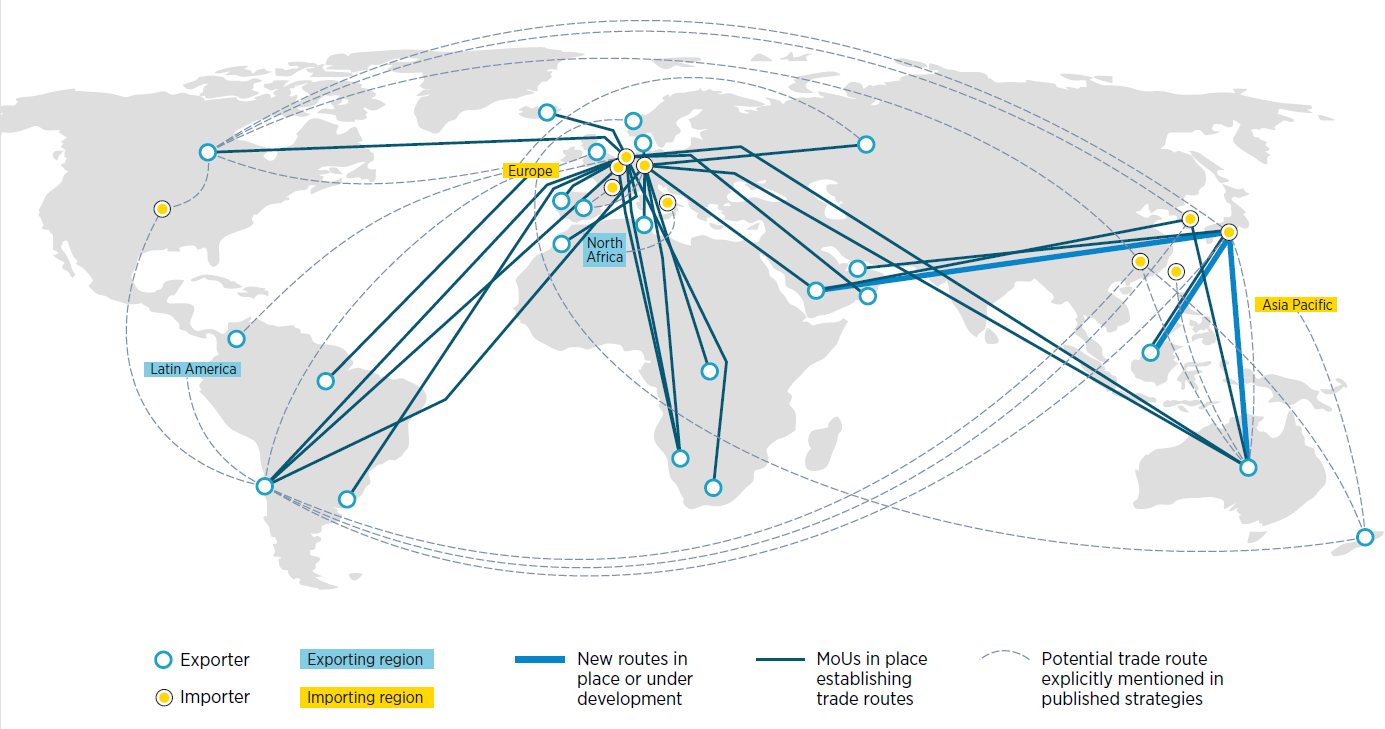 Europe
North
Africa
Asia Pacific
Latin America
Exporter
Importer
Exporting region
Importing region
New routes in
place or under
development
MoUs in place
establishing
trade routes
Potential trade route
explicitly mentioned in
published strategies